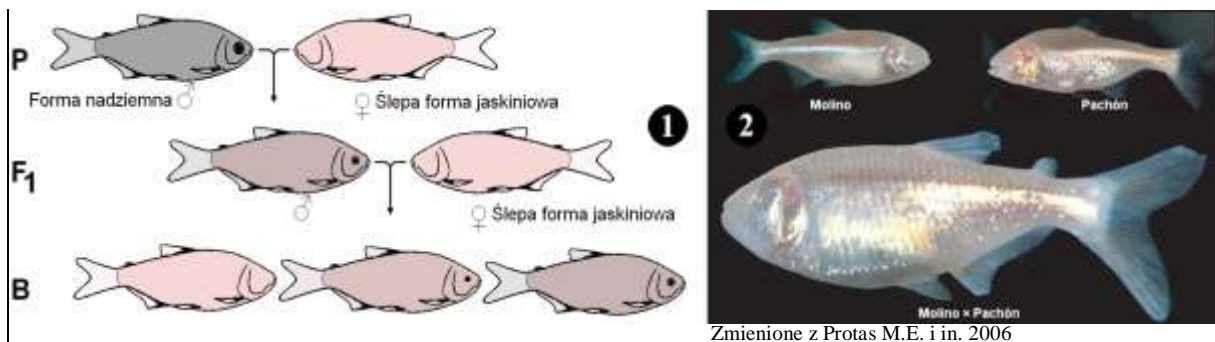 P
Forma nadziemna ♂
♀ Ślepa forma jaskiniowa
F1
♂
♀ Ślepa forma jaskiniowa
B
1
2
Molino
Pachón
Molino × Pachón
Zmienione z Protas M.E. i in. 2006